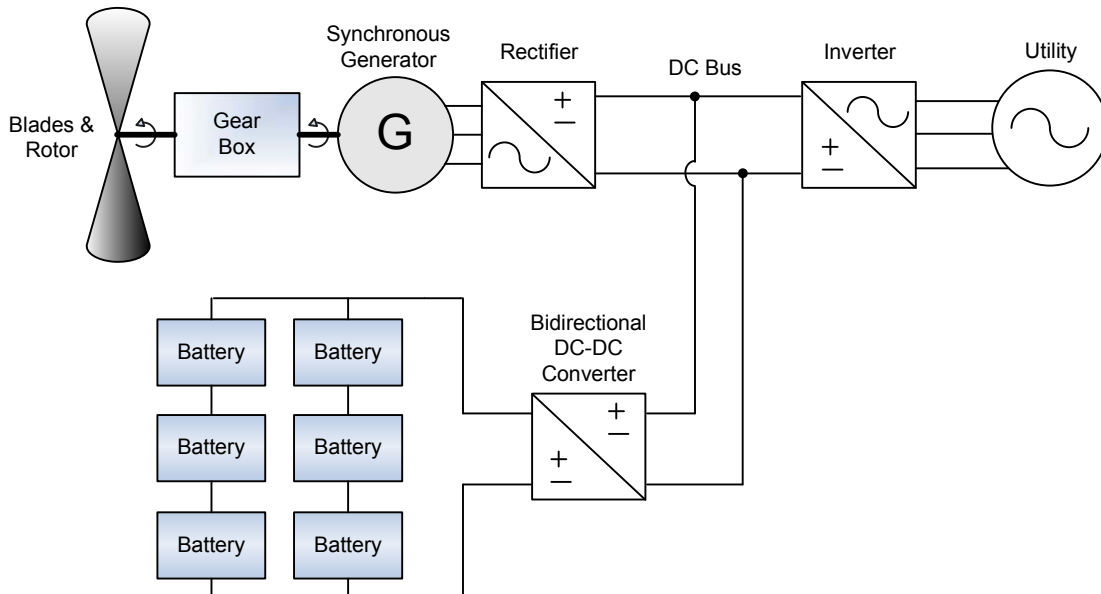 Synchronous
Generator
Rectifier
DC Bus
Inverter
Utility
Blades &
Rotor
Gear
Box
G
+
−
+
−
+
−
+
−
Bidirectional
DC-DC
Converter
Battery
Battery
Battery
Battery
Battery
Battery